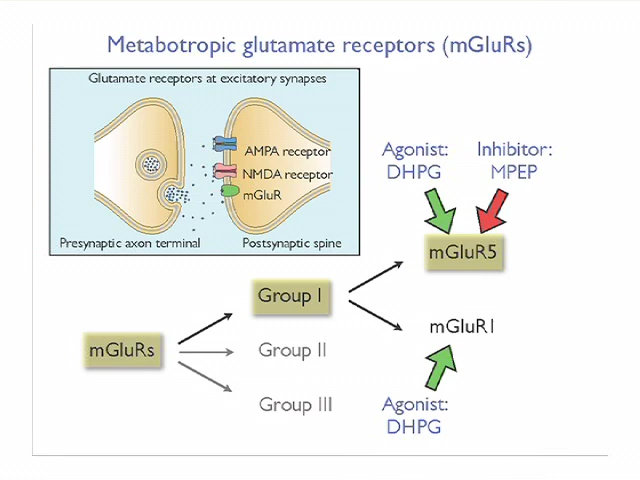 Metabotropic glutamate receptors (mGluRs)
Glutamate receptors at excitatory synapses
AMPA receptor
NMDA receptor
mGluR
Presynaptic axon terminal
Postsynaptic spine
Agonist:
DHPG
Inhibitor:
MPEP
mGluR5
Group I
mGluR1
mGluRs
Group II
Group III
Agonist:
DHPG